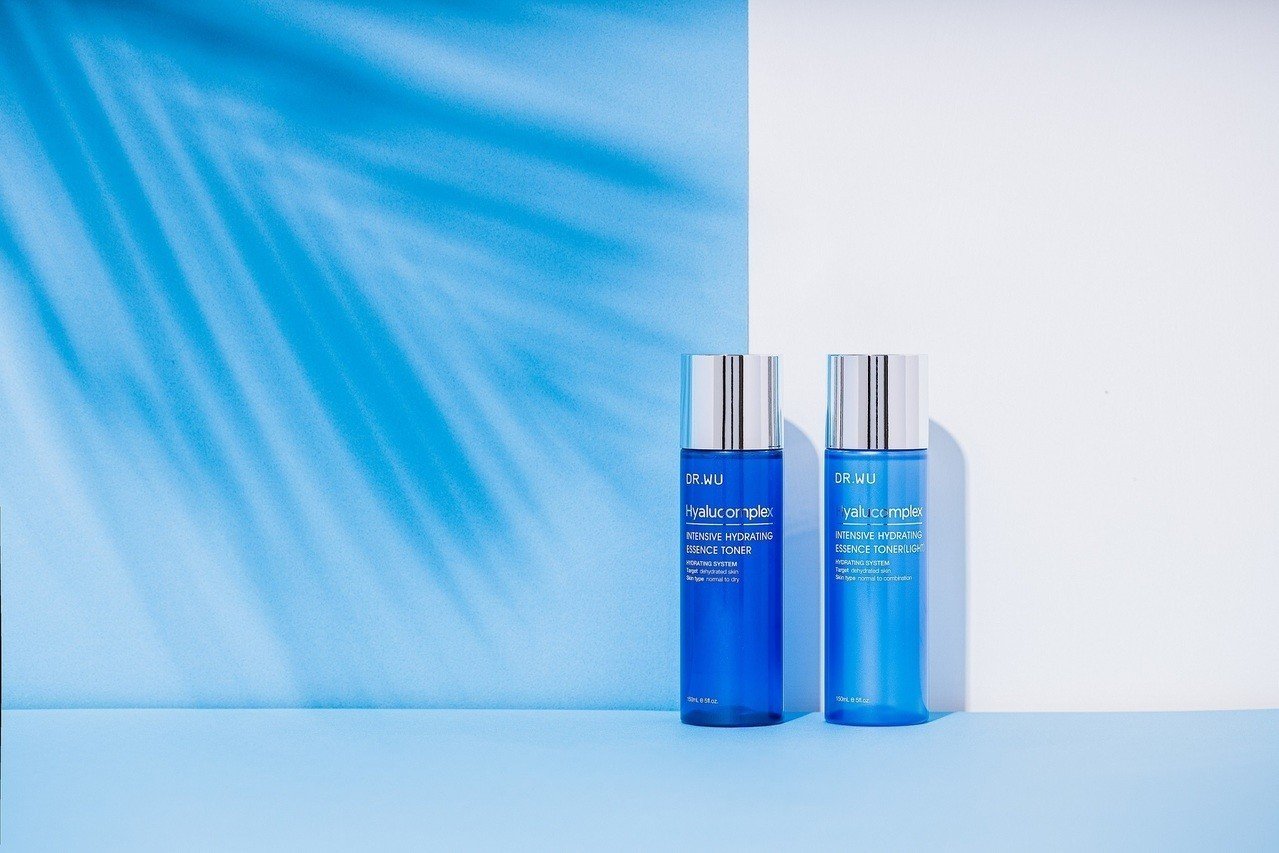 DR.WU
Hyalucomplex
INTENSIVE HYDRATING
ESSENCE TONER
HYDRATING SYSTEM
Target dehydrated skin
Skin type normal to dry
150mL ℮ 5fl.oz.
DR.WU
Hyalucomplex
INTENSIVE HYDRATING
ESSENCE TONER(LIGHT)
HYDRATING SYSTEM
Target dehydrated skin
Skin type normal to combination
150mL ℮ 5fl.oz.